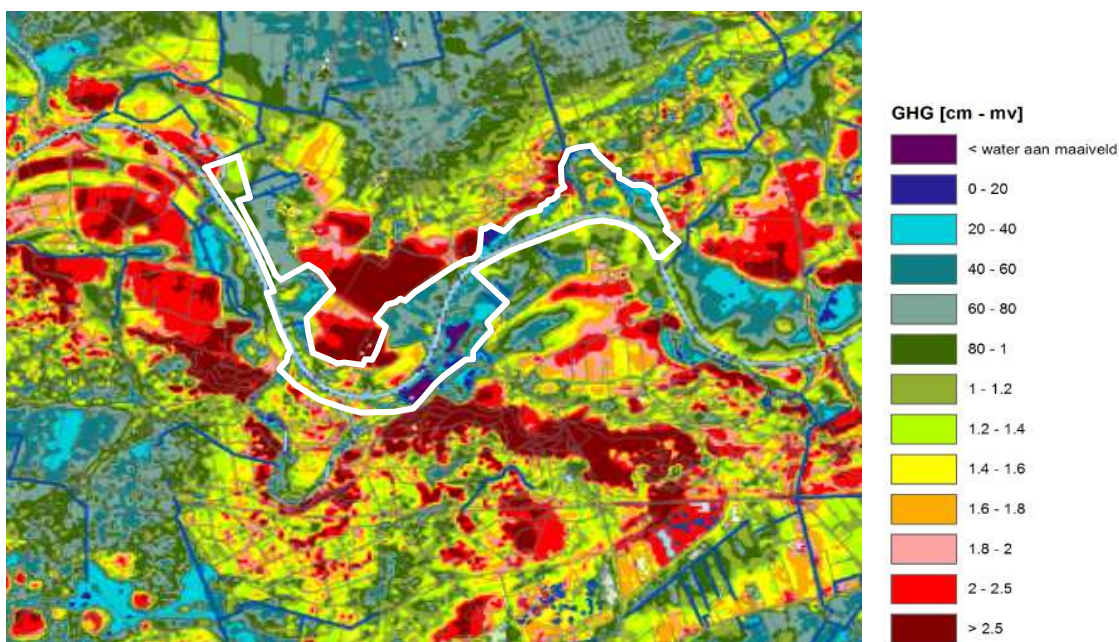 GHG [cm - mv]
< water aan maaiveld
0 - 20
20 - 40
40 - 60
60 - 80
80 - 1
1 - 1.2
1.2 - 1.4
1.4 - 1.6
1.6 - 1.8
1.8 - 2
2 - 2.5
> 2.5